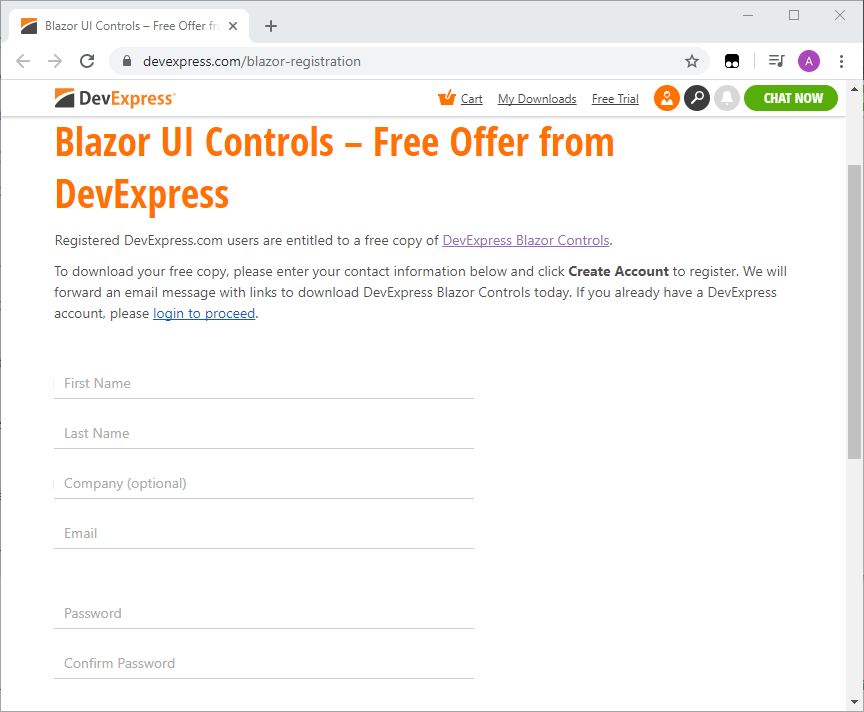 Blazor UI Controls – Free Offer fr
devexpress.com/blazor-registration
A
DevExpress
Cart
My Downloads
Free Trial
CHAT NOW
Blazor UI Controls – Free Offer from
DevExpress
Registered DevExpress.com users are entitled to a free copy of DevExpress Blazor Controls.
To download your free copy, please enter your contact information below and click Create Account to register. We will
forward an email message with links to download DevExpress Blazor Controls today. If you already have a DevExpress
account, please login to proceed.
First Name
Last Name
Company (optional)
Email
Password
Confirm Password